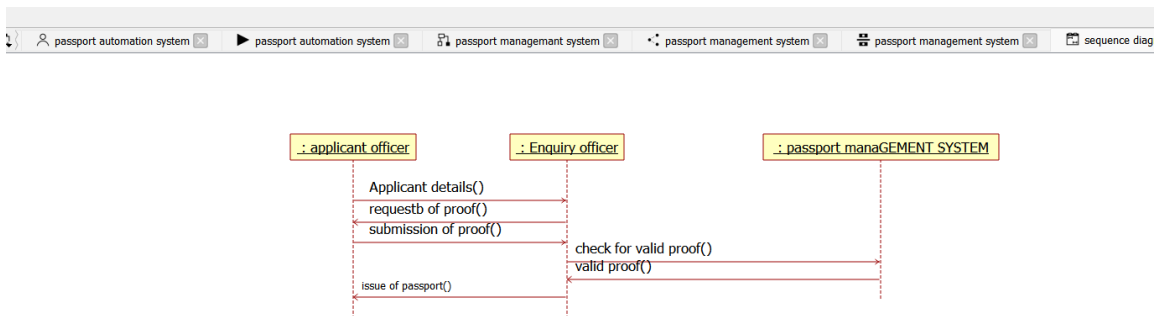 passport automation system passport automation system passport managemant system passport management system passport management system sequence diag
: applicant officer : Enquiry officer : passport manaGEMENT SYSTEM
Applicant details()
requestb of proof()
submission of proof()
check for valid proof()
valid proof()
issue of passport()